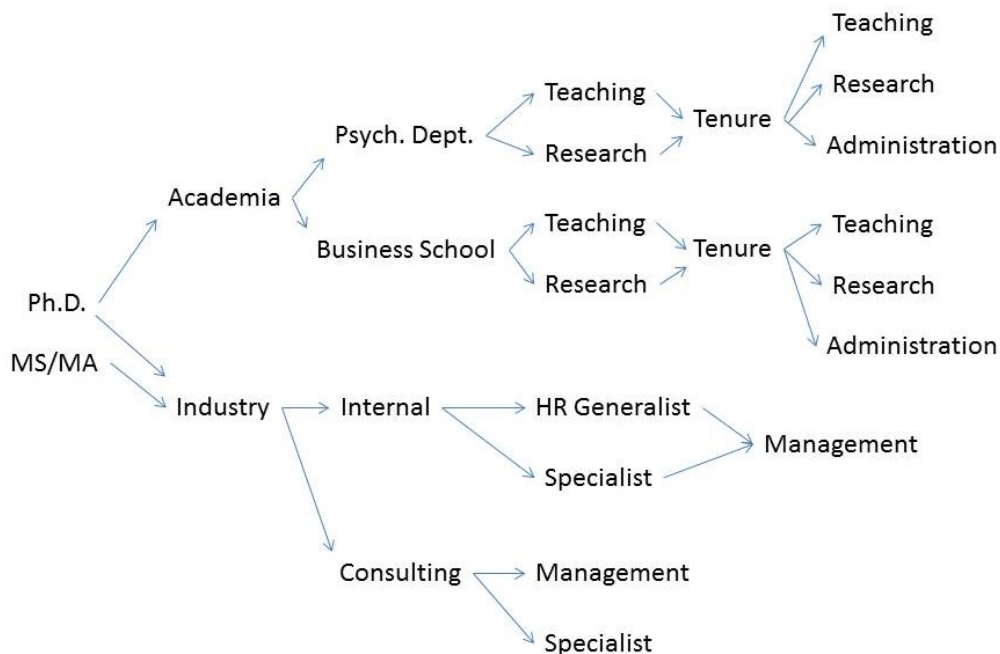 Teaching
Research
Administration
Teaching
Research
Tenure
Psych. Dept.
Academia
Business School
Teaching
Research
Tenure
Teaching
Research
Administration
Ph.D.
MS/MA
Industry
Internal
HR Generalist
Specialist
Management
Consulting
Management
Specialist